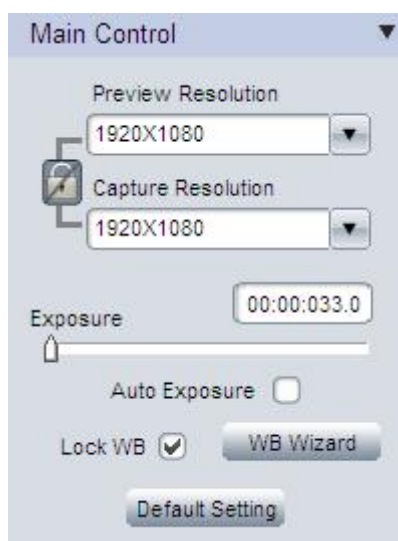 Main Control
Preview Resolution
1920X1080
Capture Resolution
1920X1080
00:00:033.0
Exposure
Auto Exposure
Lock WB
WB Wizard
Default Setting